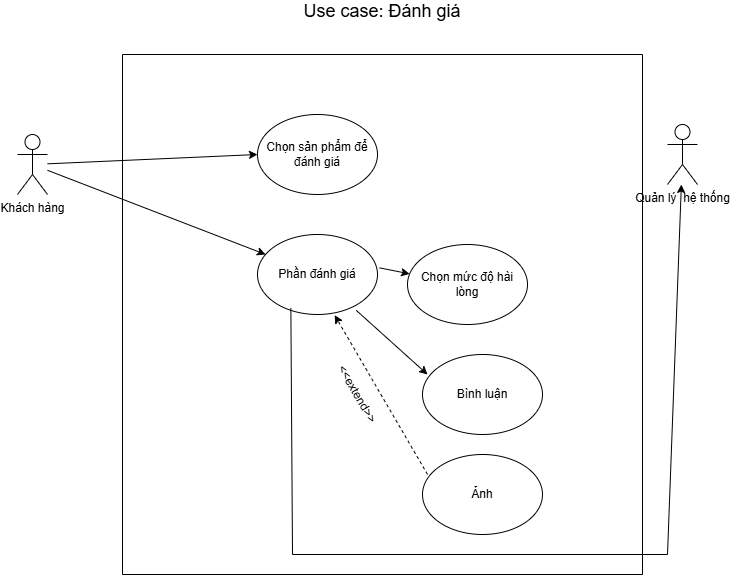 Use case: Đánh giá
Chọn sản phẩm để
đánh giá
Khách hàng
Quản lý hệ thống
Phần đánh giá
Chọn mức độ hải
lòng
<<extend>>
Bình luận
Ảnh